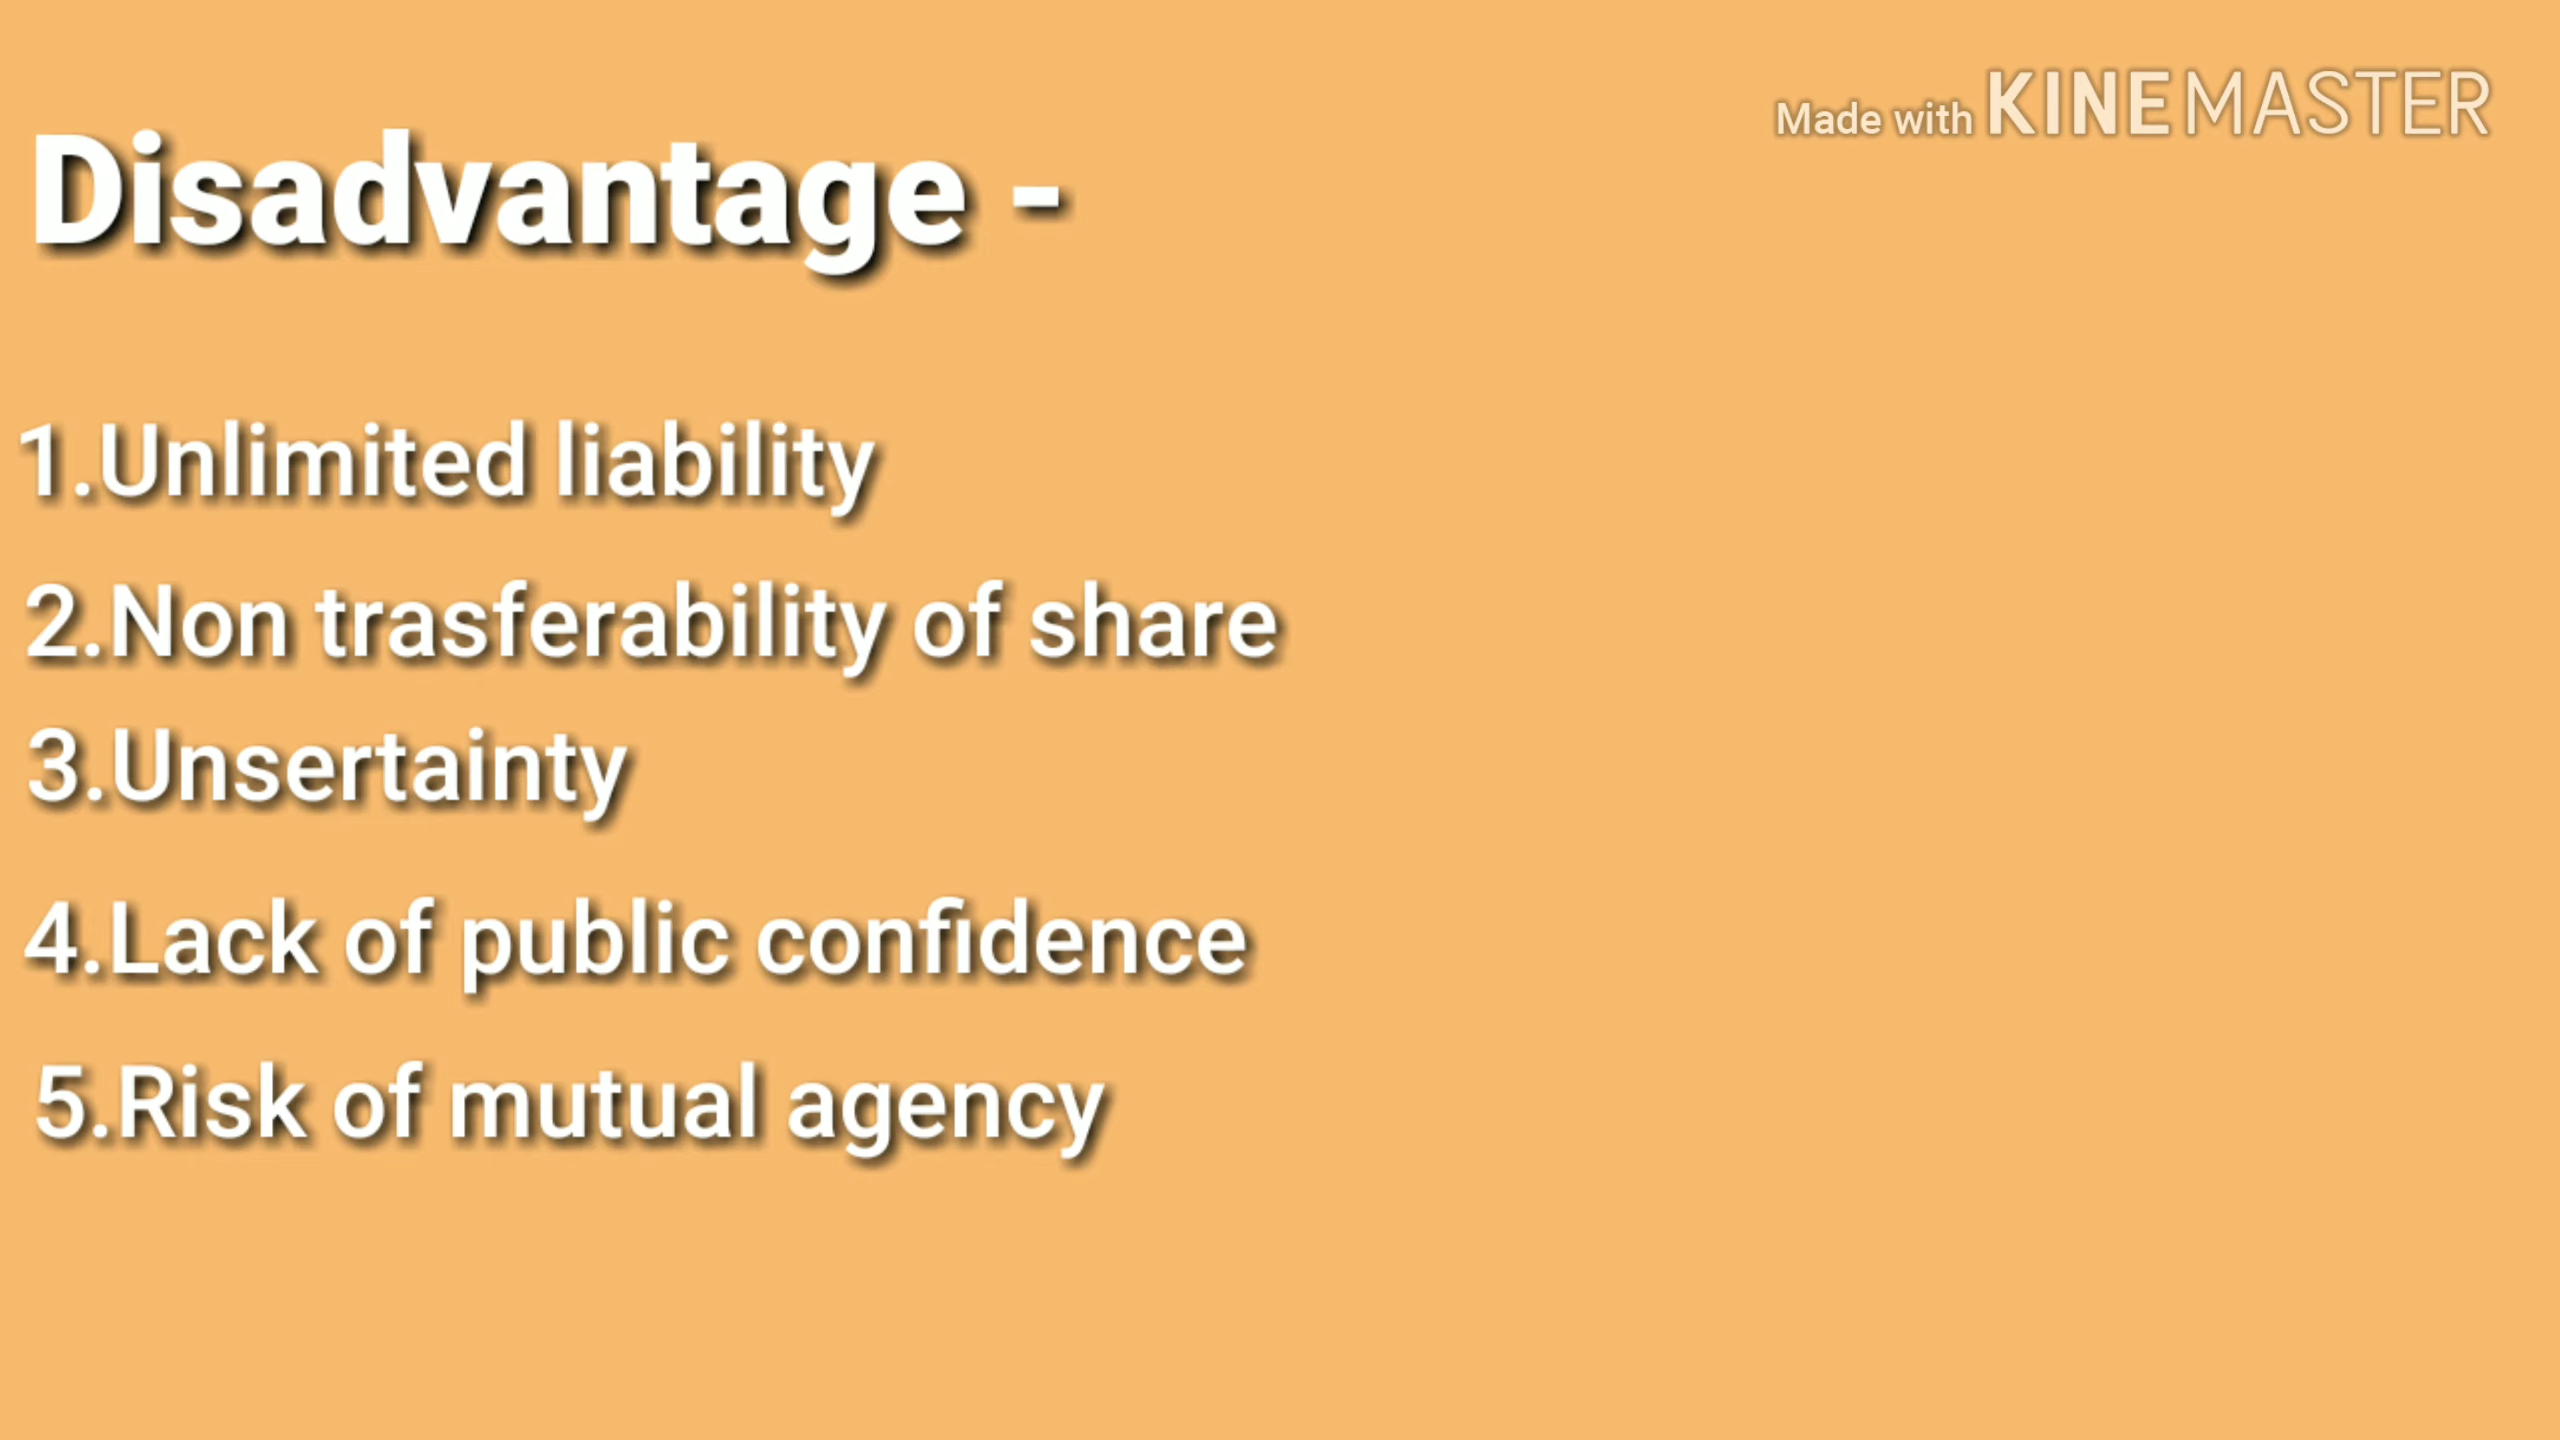 Made with KINEMASTER
Disadvantage -
1.Unlimited liability
2.Non trasferability of share
3.Unsertainty
4.Lack of public confidence
5.Risk of mutual agency